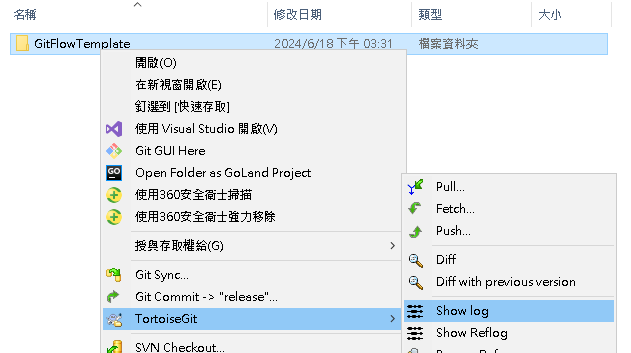 名稱 修改日期 類型 大小
GitFlowTemplate 2024/6/18 下午 03:31 檔案資料夾
開啟(O)
在新視窗開啟(E)
釘選到 [快速存取]
使用 Visual Studio 開啟(V)
Git GUI Here
Open Folder as GoLand Project
使用360安全衛士掃描
使用360安全衛士強力移除
授與存取權給(G)
Git Sync...
Git Commit -> "release"...
TortoiseGit
SVN Checkout...
Pull...
Fetch...
Push...
Diff
Diff with previous version
Show log
Show Reflog